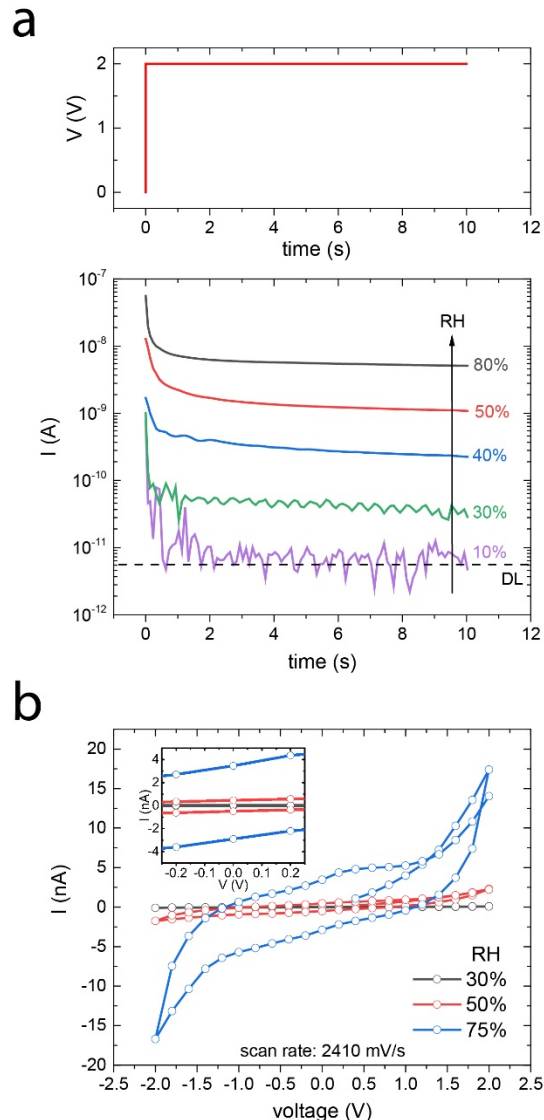 a
2
1
0
V (V)
0 2 4 6 8 10 12
time (s)
10⁻⁷
10⁻⁸
10⁻⁹
10⁻¹⁰
10⁻¹¹
10⁻¹²
I (A)
RH
80%
50%
40%
30%
10%
DL
0 2 4 6 8 10 12
time (s)
b
20
15
10
5
0
-5
-10
-15
-20
I (nA)
4
2
0
-2
-4
I (nA)
-0.2 -0.1 0.0 0.1 0.2
V (V)
RH
30%
50%
75%
scan rate: 2410 mV/s
-2.5 -2.0 -1.5 -1.0 -0.5 0.0 0.5 1.0 1.5 2.0 2.5
voltage (V)